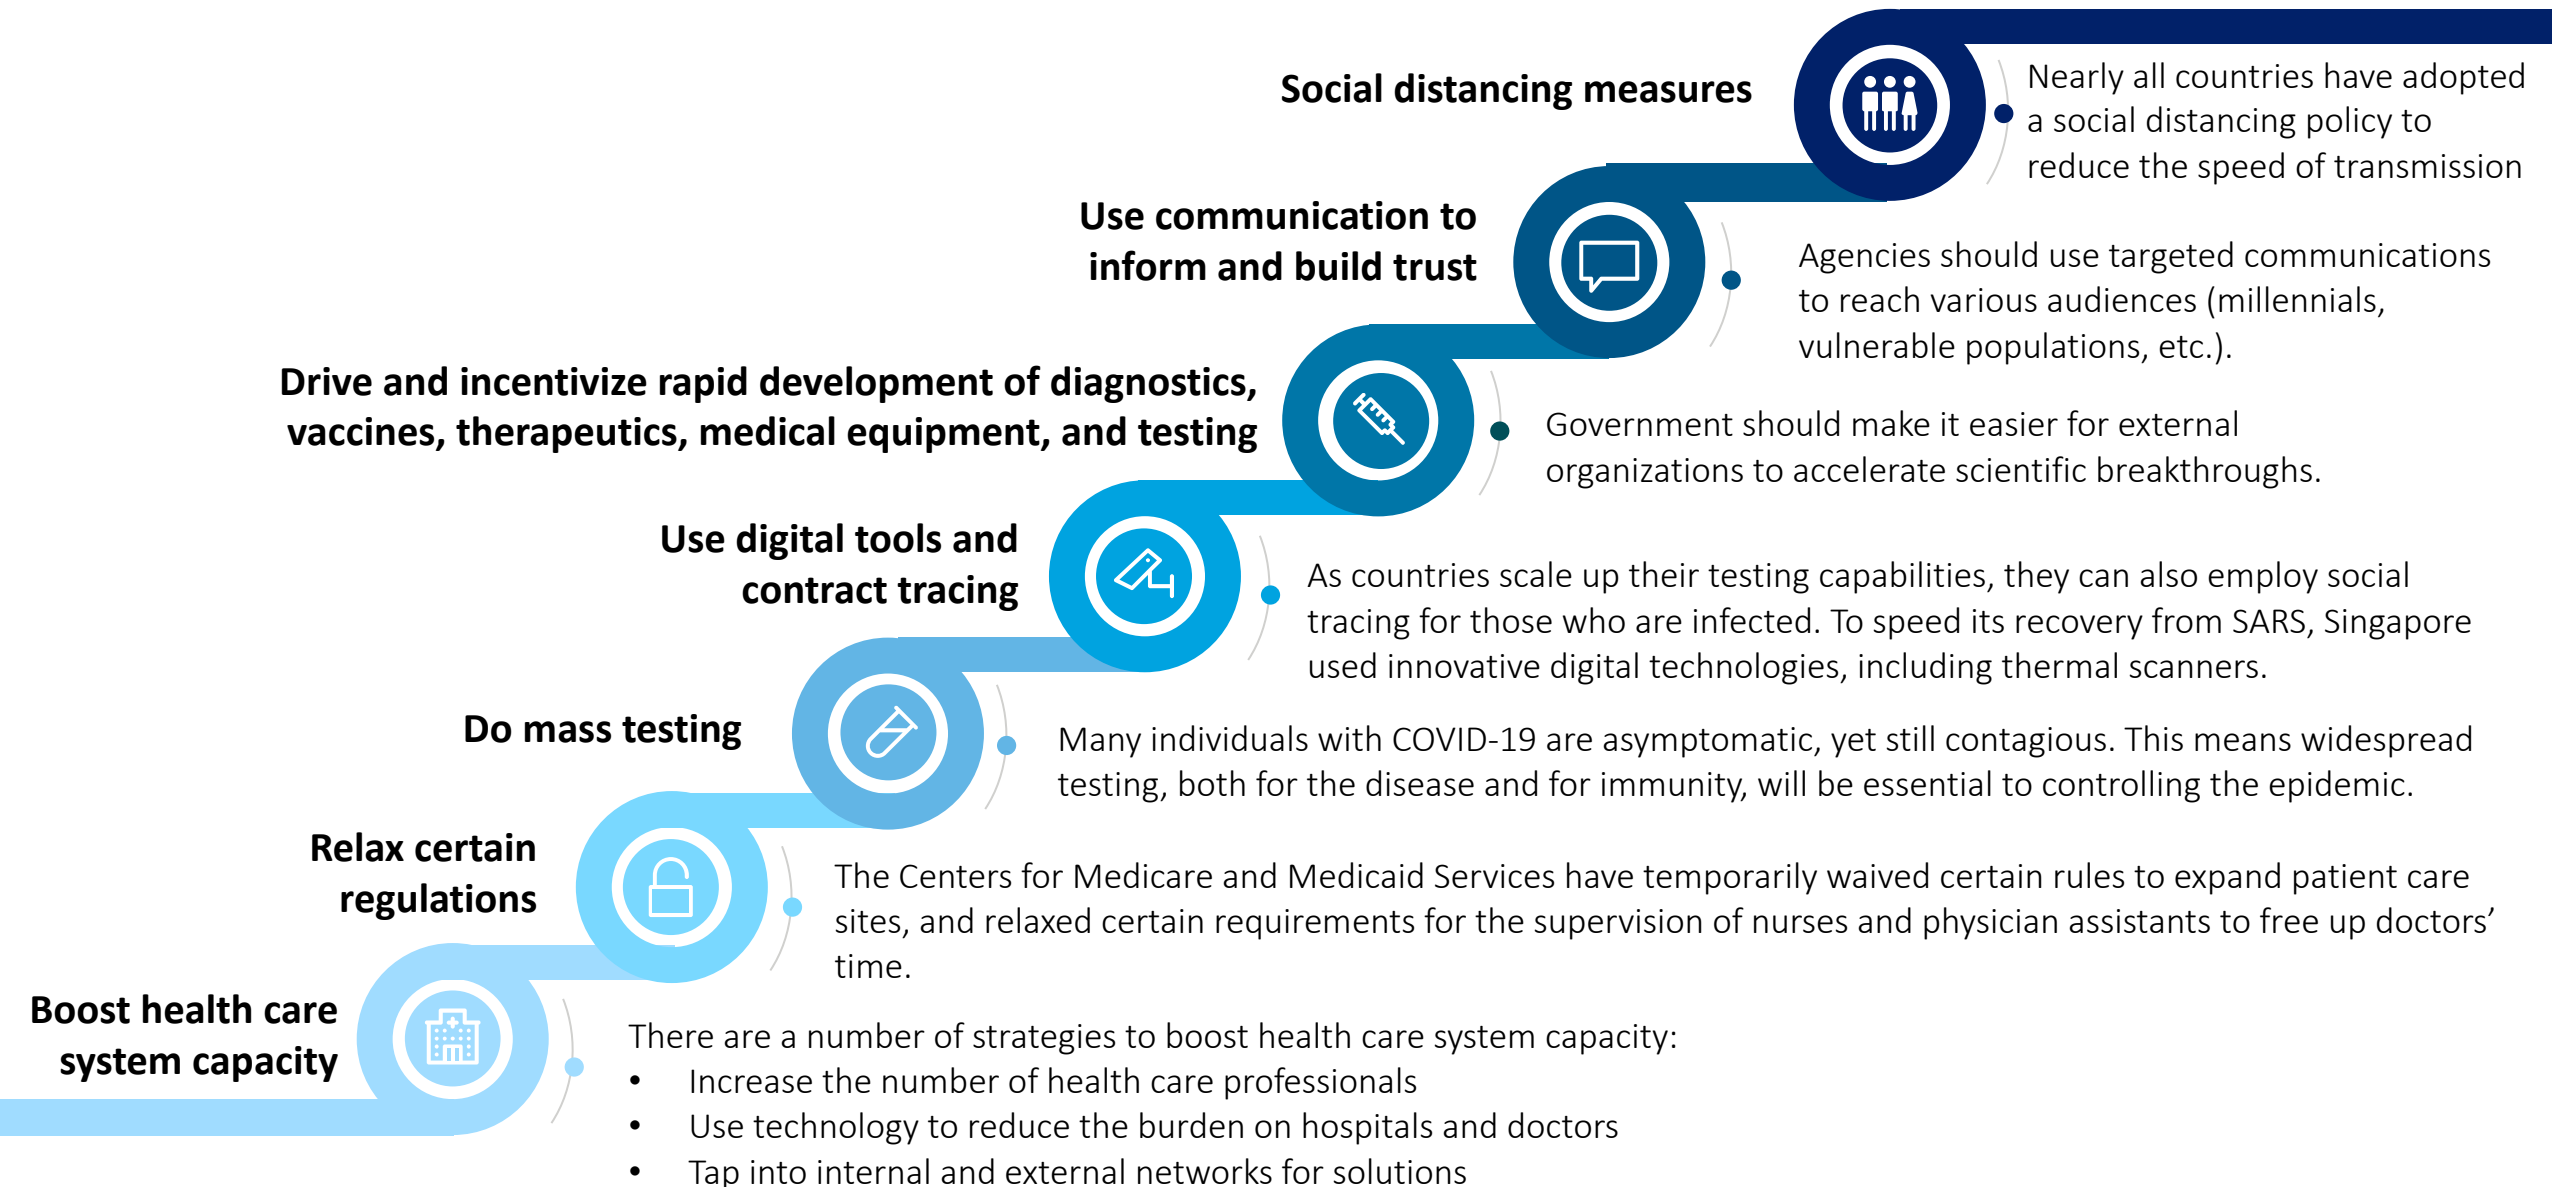 Social distancing measures
Nearly all countries have adopted
a social distancing policy to
reduce the speed of transmission
Use communication to
inform and build trust
Agencies should use targeted communications
to reach various audiences (millennials,
vulnerable populations, etc.).
Drive and incentivize rapid development of diagnostics,
vaccines, therapeutics, medical equipment, and testing
Government should make it easier for external
organizations to accelerate scientific breakthroughs.
Use digital tools and
contract tracing
As countries scale up their testing capabilities, they can also employ social
tracing for those who are infected. To speed its recovery from SARS, Singapore
used innovative digital technologies, including thermal scanners.
Do mass testing
Many individuals with COVID-19 are asymptomatic, yet still contagious. This means widespread
testing, both for the disease and for immunity, will be essential to controlling the epidemic.
Relax certain
regulations
The Centers for Medicare and Medicaid Services have temporarily waived certain rules to expand patient care
sites, and relaxed certain requirements for the supervision of nurses and physician assistants to free up doctors’
time.
Boost health care
system capacity
There are a number of strategies to boost health care system capacity:
• Increase the number of health care professionals
• Use technology to reduce the burden on hospitals and doctors
• Tap into internal and external networks for solutions